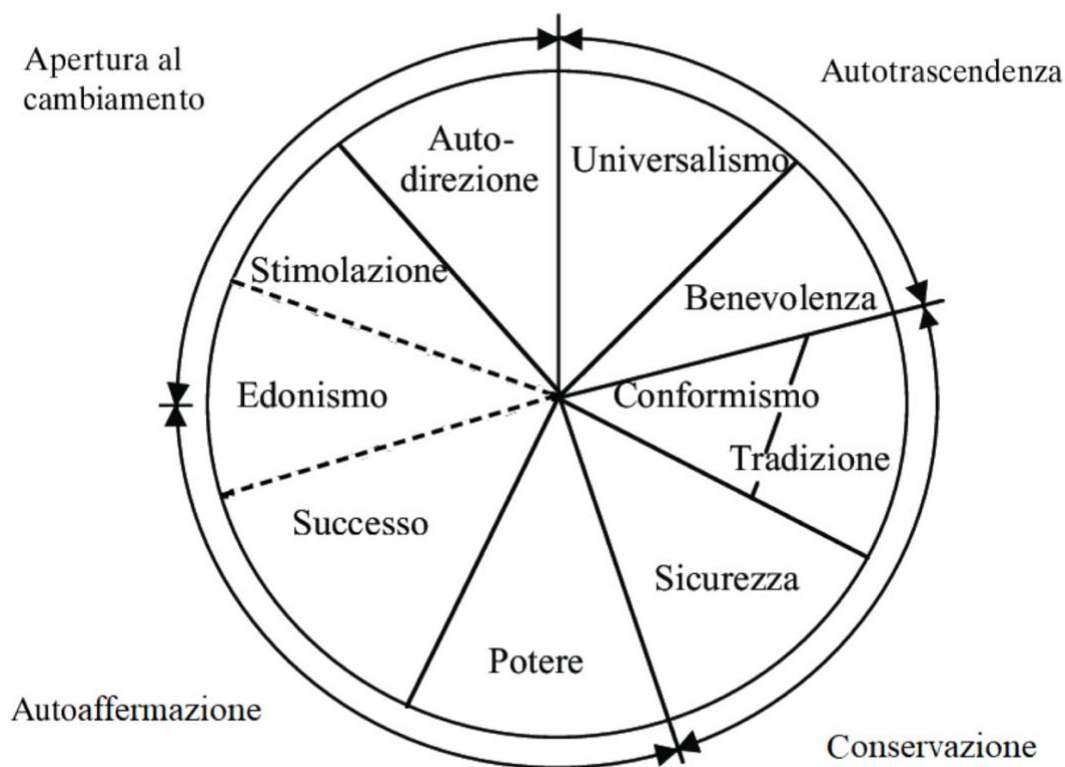 Apertura al
cambiamento
Autotrascendenza
Auto-
direzione
Universalismo
Stimolazione
Benevolenza
Edonismo
Conformismo
Tradizione
Successo
Sicurezza
Potere
Autoaffermazione
Conservazione